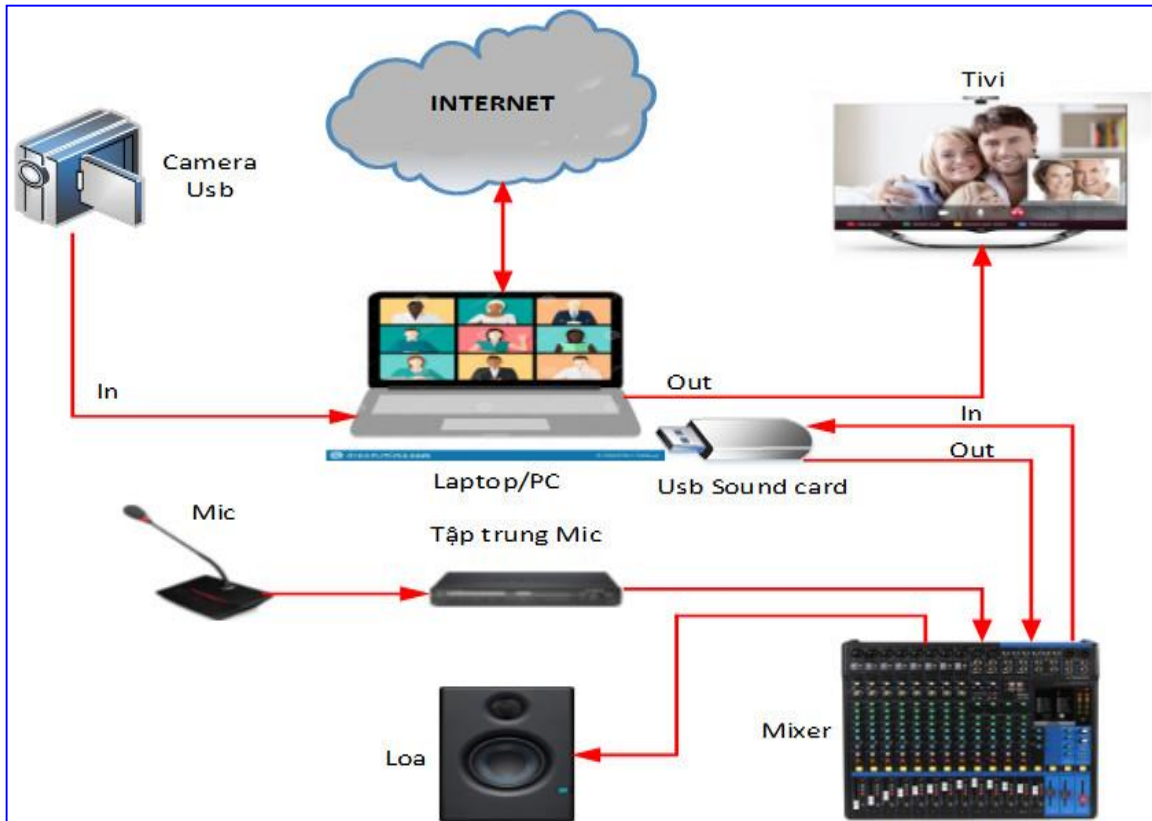 INTERNET
Tivi
Camera
Usb
In
Out
In
Out
Laptop/PC
Usb Sound card
Mic
Tập trung Mic
Loa
Mixer